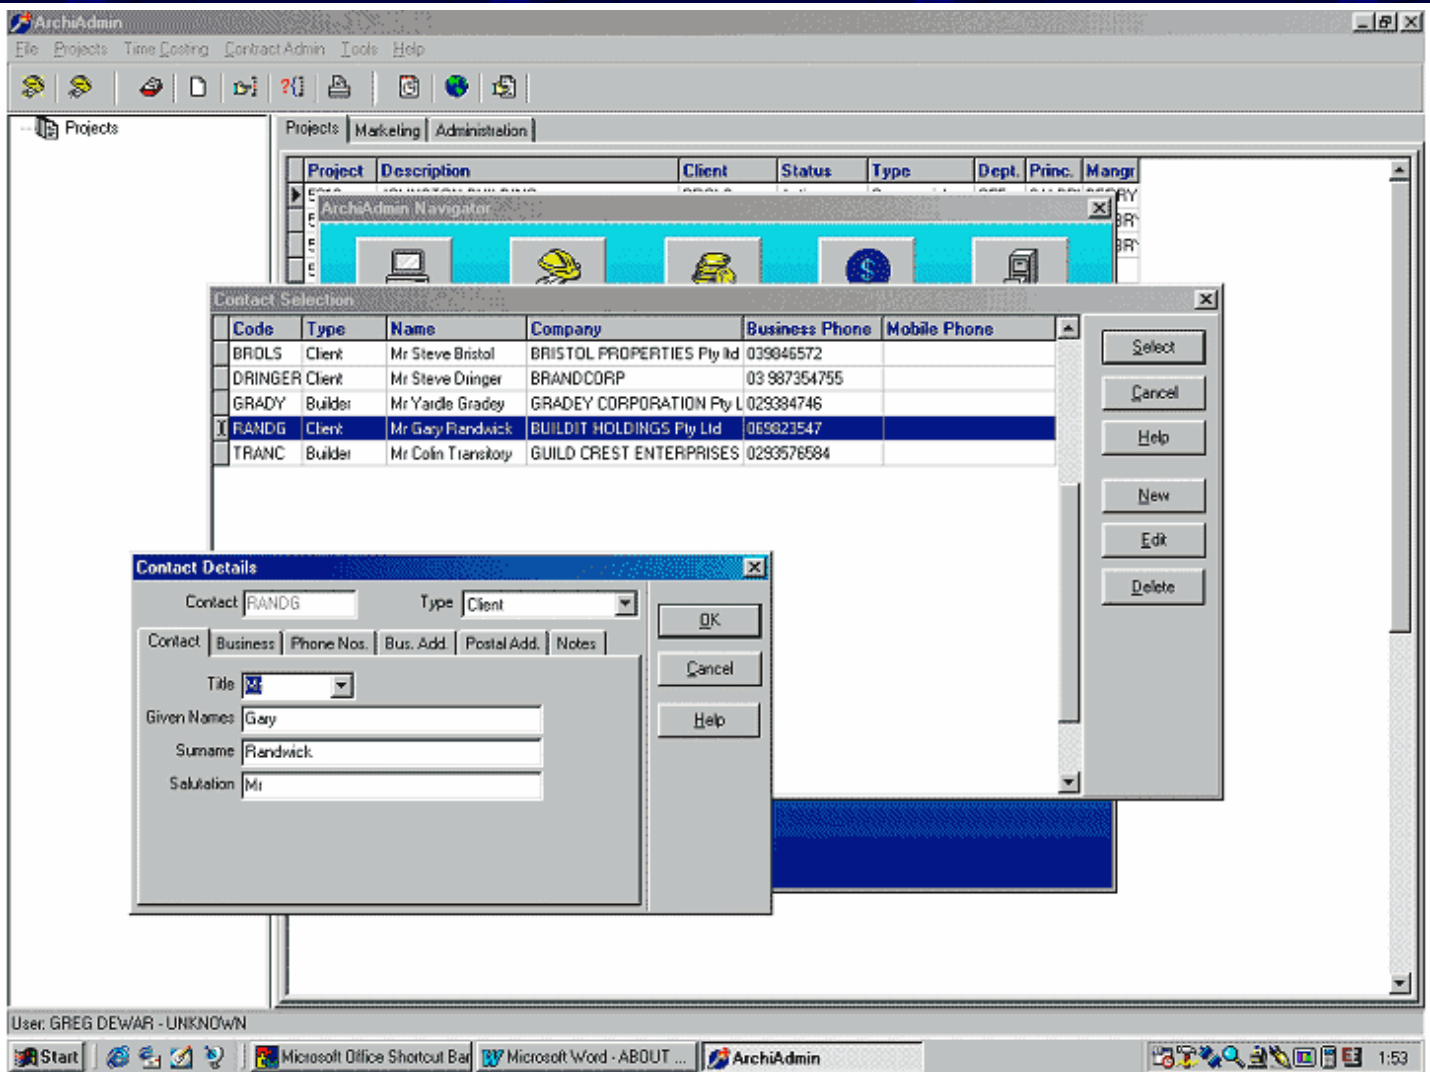 ArchiAdmin
File Projects Time Costing Contract Admin Tools Help
Projects
Projects Marketing Administration
Project Description Client Status Type Dept. Princ. Mangr
ArchiAdmin Navigator
Contact Selection
Code Type Name Company Business Phone Mobile Phone
BROLS Client Mr Steve Bristol BRISTOL PROPERTIES Pty ltd 039846572
DRINGER Client Mr Steve Dringer BRANDCORP 03 987354755
GRADY Builder Mr Yardle Gradey GRADEY CORPORATION Pty L 029384746
RANDG Client Mr Gary Randwick BUILDIT HOLDINGS Pty Ltd 069823547
TRANC Builder Mr Colin Transitory GUILD CREST ENTERPRISES 0293576584
Select
Cancel
Help
New
Edit
Delete
Contact Details
Contact RANDG Type Client
Contact Business Phone Nos. Bus. Add. Postal Add. Notes
Title Mr
Given Names Gary
Surname Randwick
Salutation Mr
OK
Cancel
Help
User: GREG DEWAR - UNKNOWN
Start Microsoft Office Shortcut Bar Microsoft Word - ABOUT ... ArchiAdmin 1:53